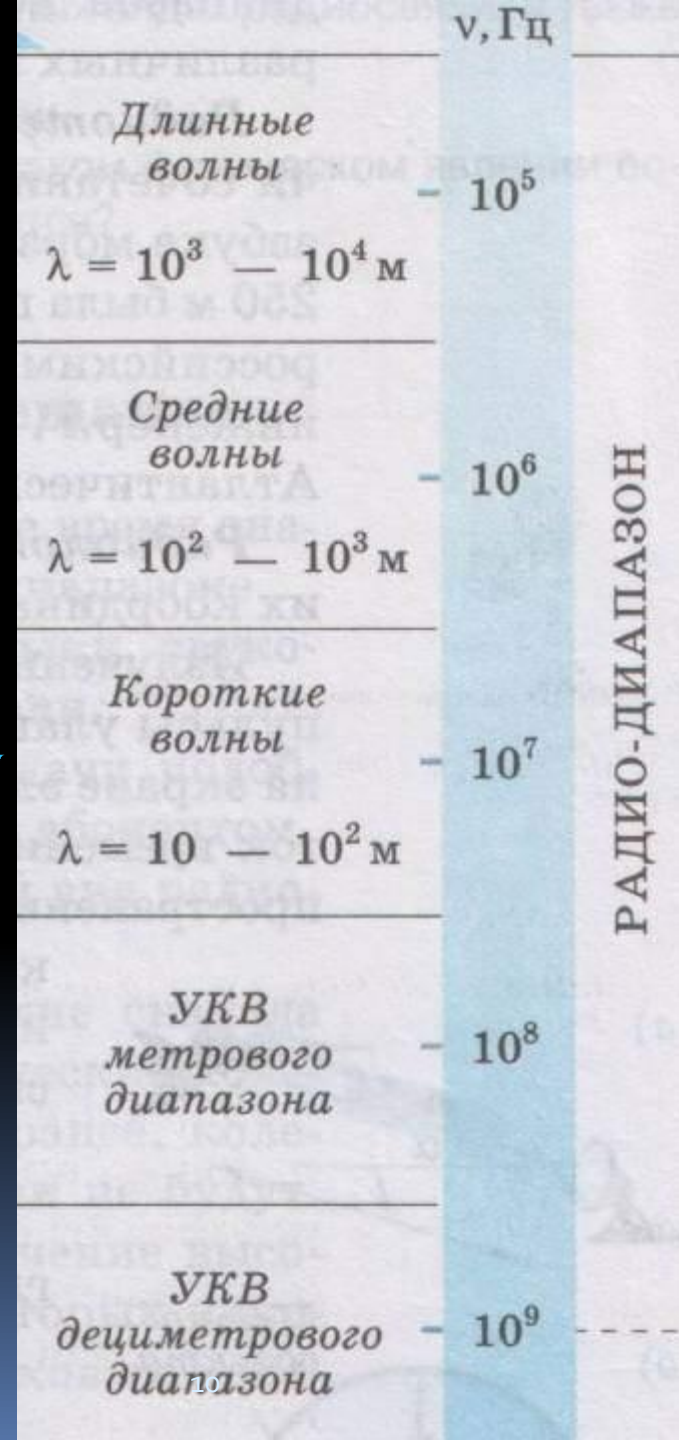 ν, Гц
Длинные
волны
10⁵
λ = 10³ — 10⁴ м
Средние
волны
10⁶
λ = 10² — 10³ м
Короткие
волны
10⁷
λ = 10 — 10² м
РАДИО-ДИАПАЗОН
УКВ
метрового
диапазона
10⁸
УКВ
дециметрового
диапазона
10⁹
10